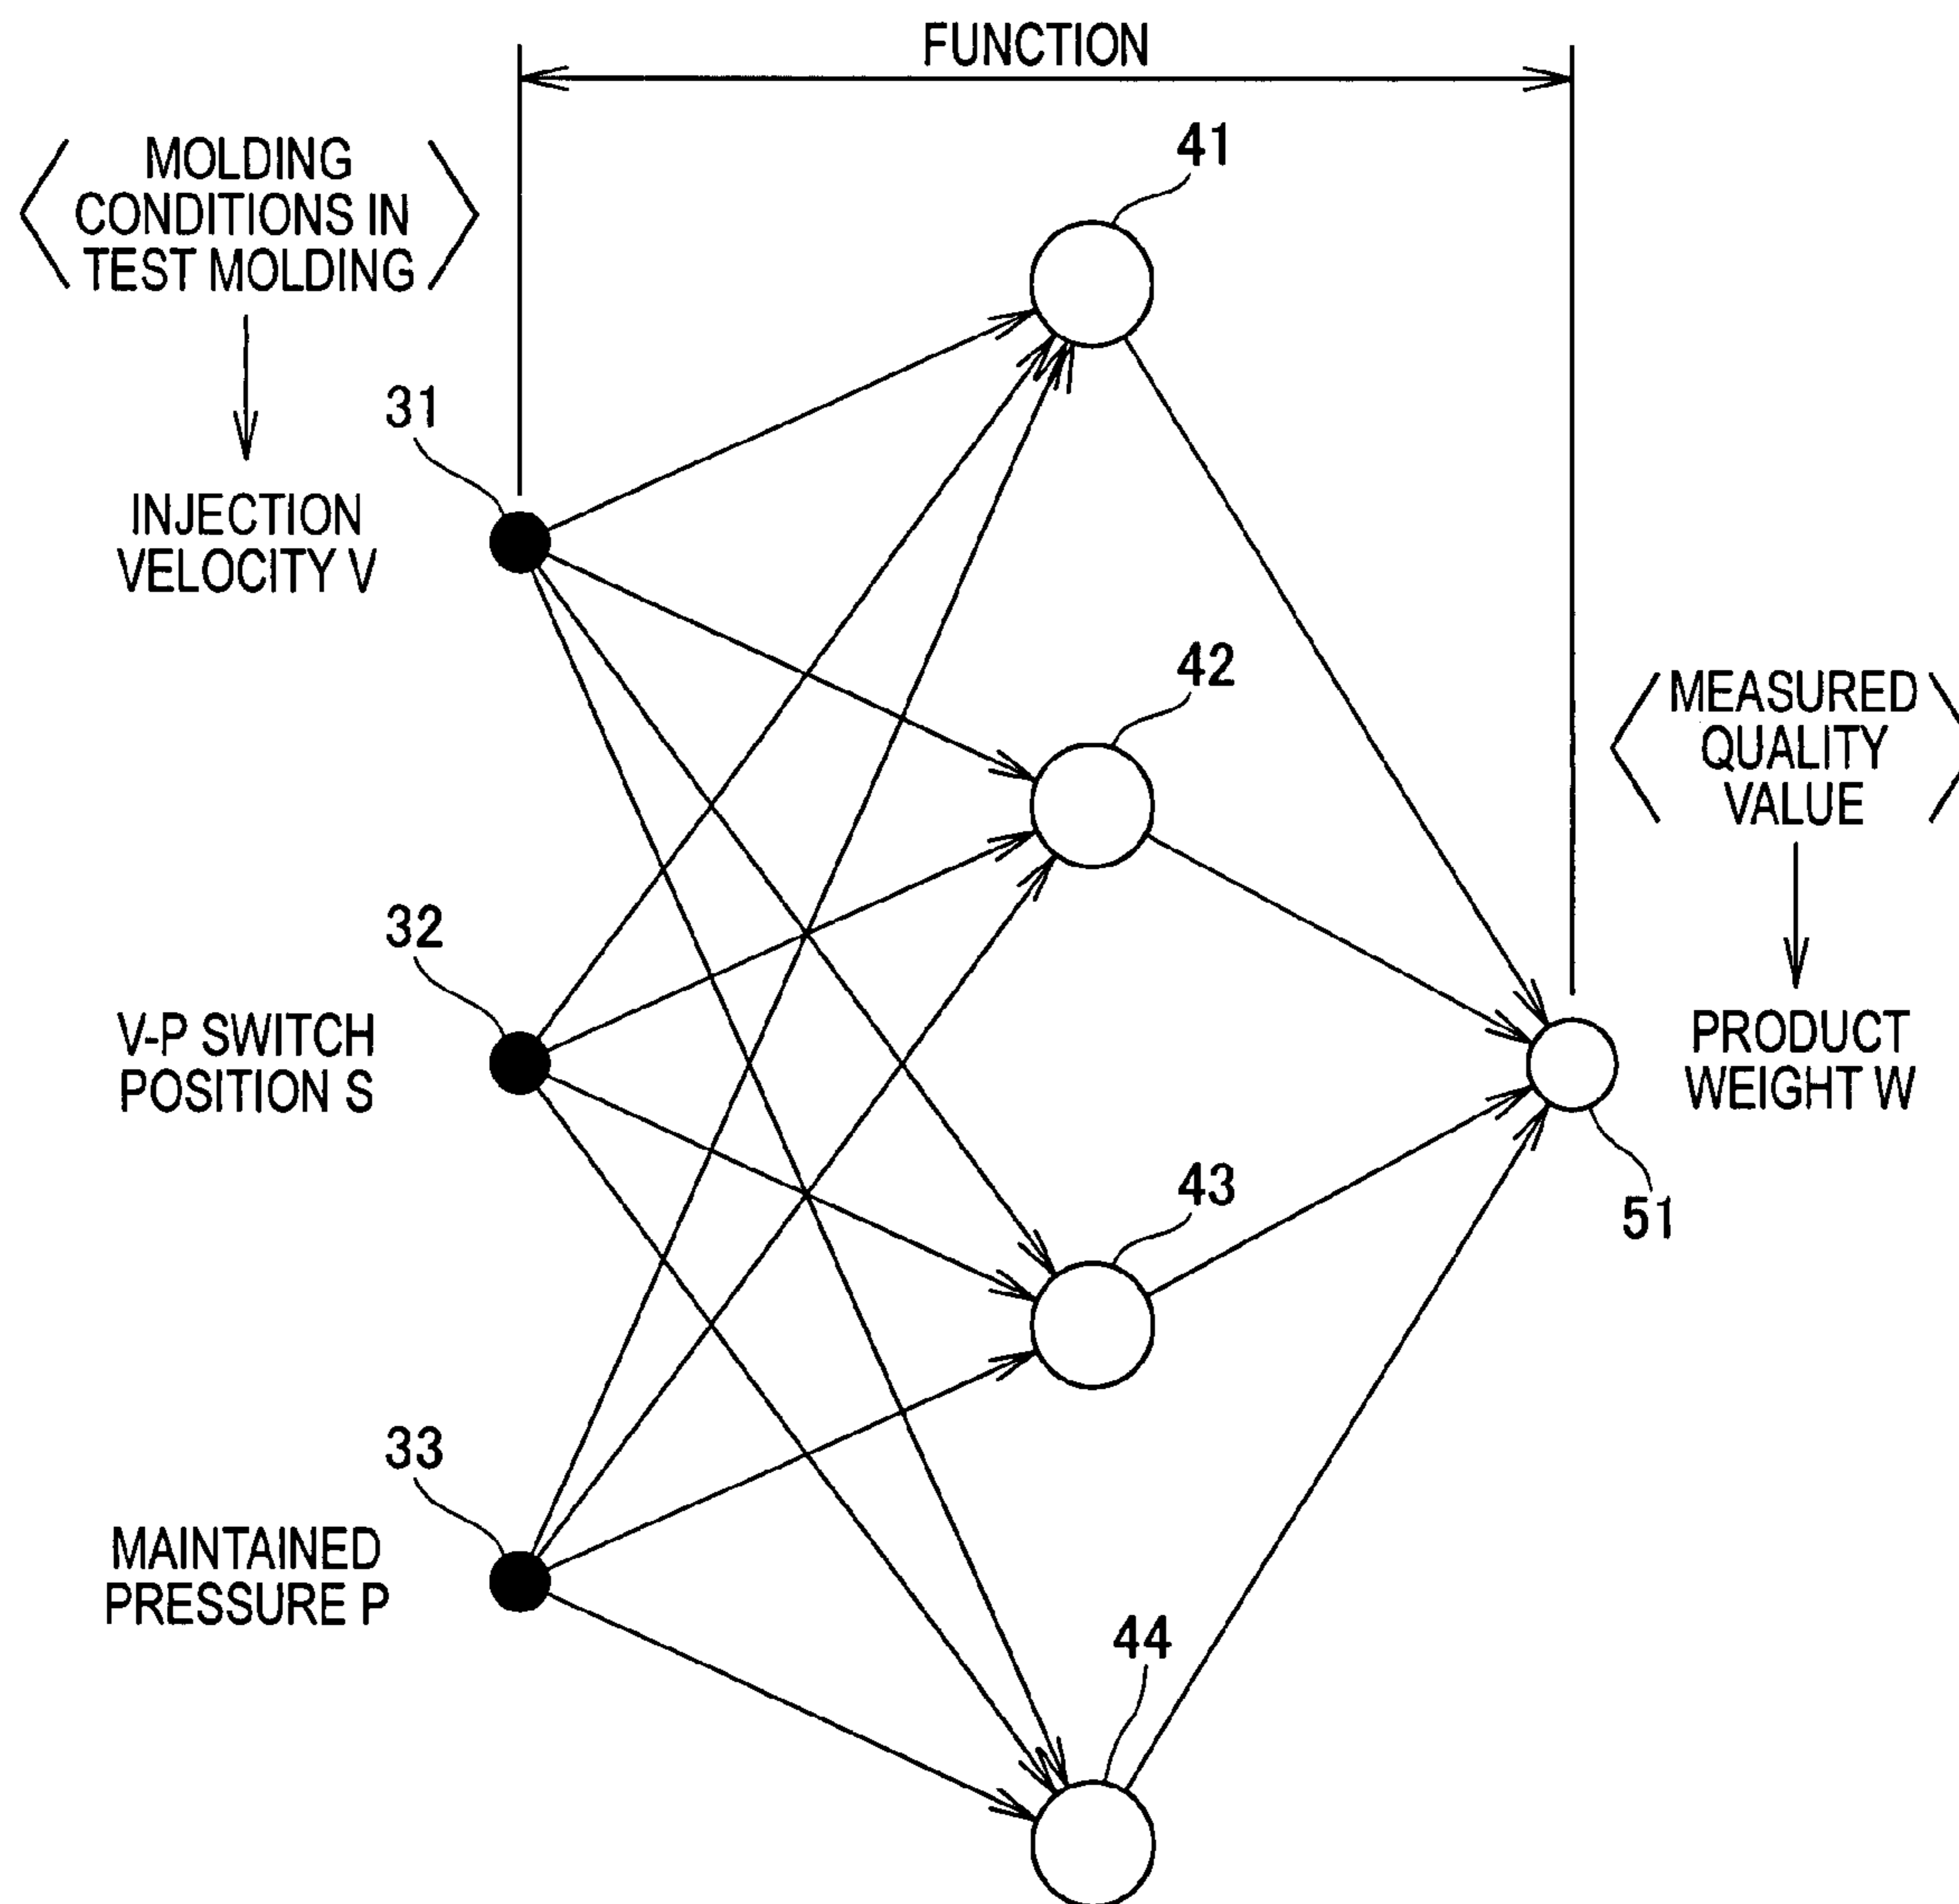 FUNCTION
MOLDING
CONDITIONS IN
TEST MOLDING
41
31
INJECTION
VELOCITY V
42
MEASURED
QUALITY
VALUE
32
V-P SWITCH
POSITION S
PRODUCT
WEIGHT W
43
51
33
MAINTAINED
PRESSURE P
44